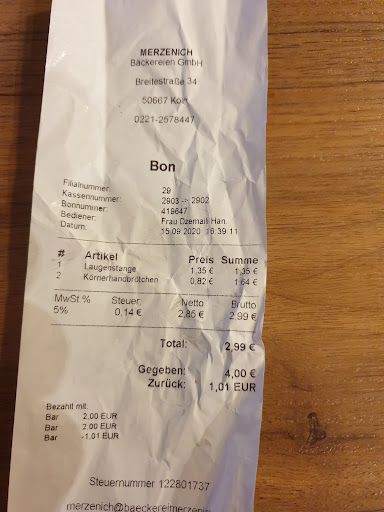 MERZENICH
Bäckereien GmbH
Breitestraße 34
50667 Köln
0221-2578447
Bon
Filialnummer: 29
Kassennummer: 2903 -> 2902
Bonnummer: 419647
Bediener: Frau Dzemaili Han.
Datum: 15.09.2020 16:39:11
# Artikel Preis Summe
1 Laugenstange 1,35 € 1,35 €
2 Körnerhandbrötchen 0,82 € 1,64 €
MwSt.% Steuer: Netto Brutto
5% 0,14 € 2,85 € 2,99 €
Total: 2,99 €
Gegeben: 4,00 €
Zurück: 1,01 EUR
Bezahlt mit:
Bar 2,00 EUR
Bar 2,00 EUR
Bar -1,01 EUR
Steuernummer 122801737
merzenich@baeckereimerzenic